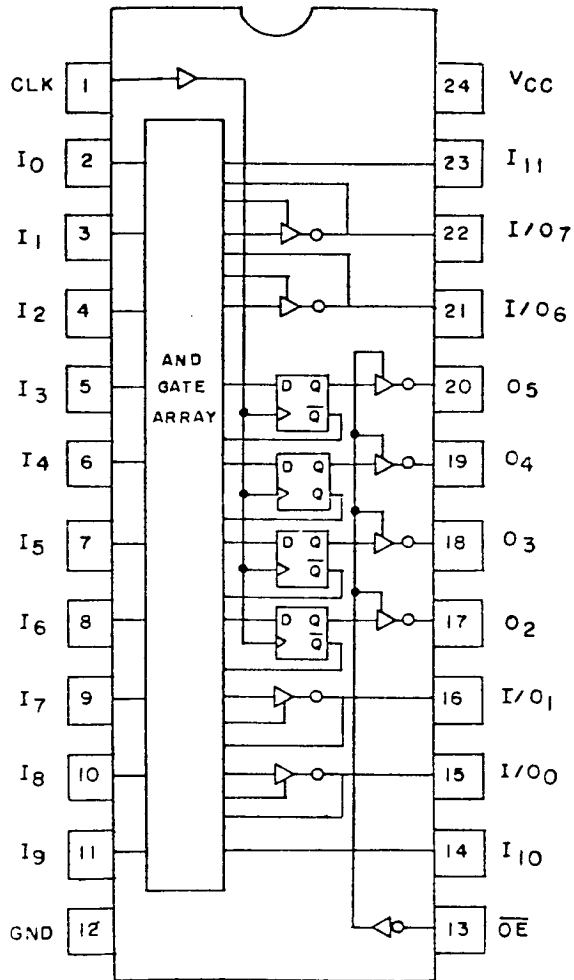 CLK 1 24 VCC
I0 2 23 I11
I1 3 22 I/O7
I2 4 21 I/O6
AND
GATE
ARRAY
I3 5 D Q Q̅ 20 O5
I4 6 D Q Q 19 O4
I5 7 D Q Q̅ 18 O3
I6 8 D Q Q̅ 17 O2
I7 9 16 I/O1
I8 10 15 I/O0
I9 11 14 I10
GND 12 13 O̅E̅